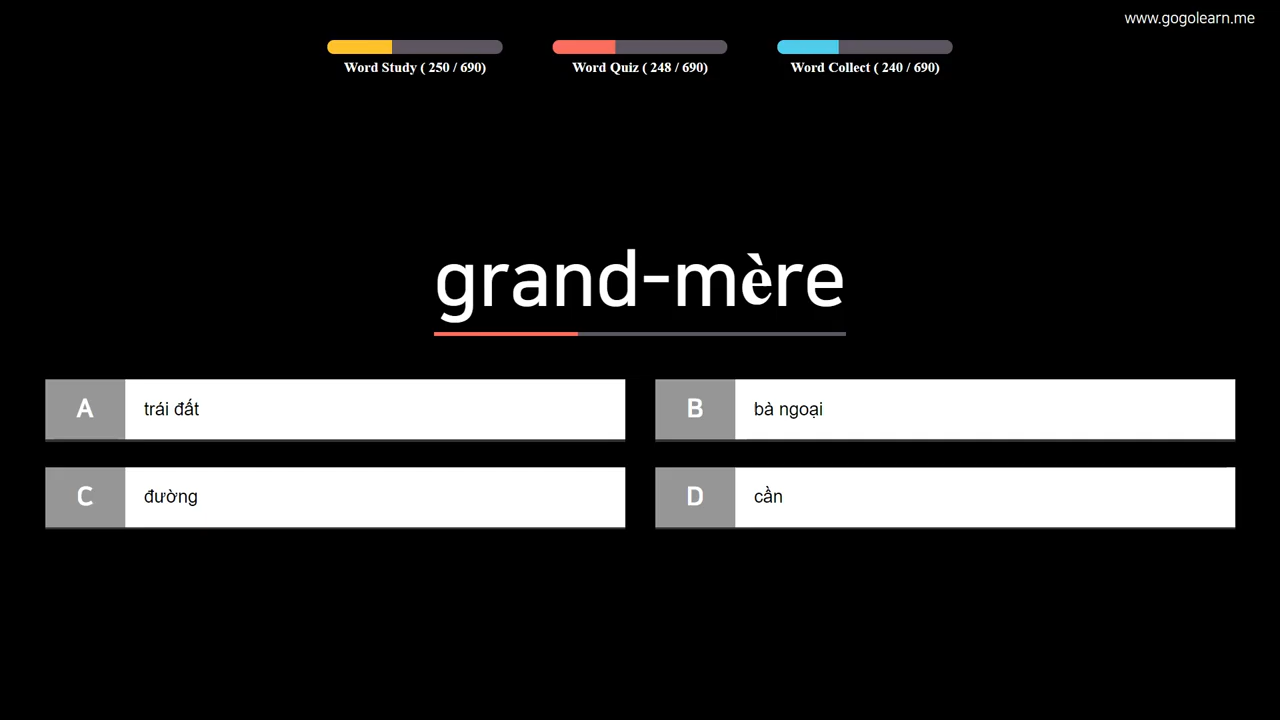 www.gogolearn.me
Word Study ( 250 / 690)
Word Quiz ( 248 / 690)
Word Collect ( 240 / 690)
grand-mère
A trái đất
B bà ngoại
C đường
D cần